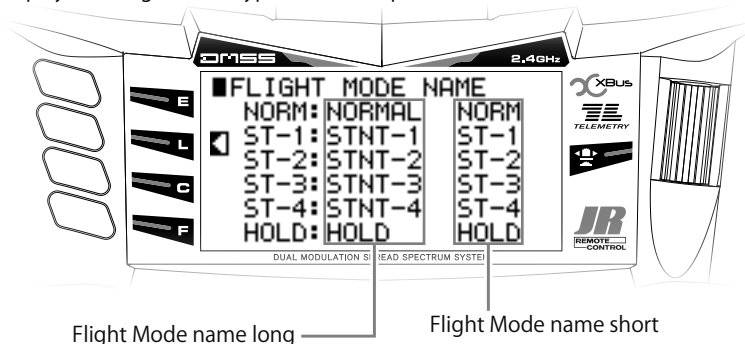 DMSS 2.4GHz
FLIGHT MODE NAME
NORM: NORMAL NORM
ST-1: STNT-1 ST-1
ST-2: STNT-2 ST-2
ST-3: STNT-3 ST-3
ST-4: STNT-4 ST-4
HOLD: HOLD HOLD
E
L
C
F
XBus
TELEMETRY
JR
REMOTE
CONTROL
DUAL MODULATION SPREAD SPECTRUM SYSTEM
Flight Mode name long
Flight Mode name short